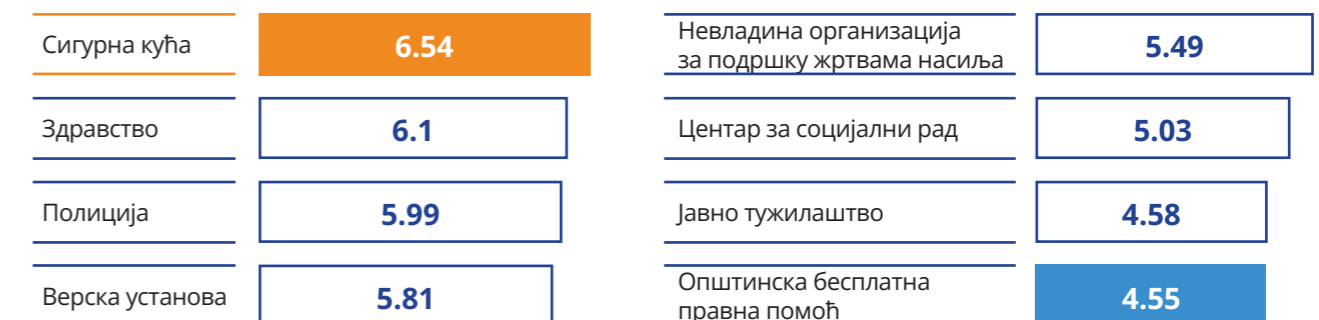 Сигурна кућа
6.54
Здравство
6.1
Полиција
5.99
Верска установа
5.81
Невладина организација
за подршку жртвама насиља
5.49
Центар за социјални рад
5.03
Јавно тужилаштво
4.58
Општинска бесплатна
правна помоћ
4.55